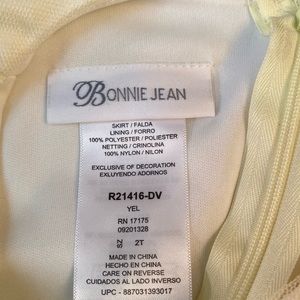 BONNIE JEAN
SKIRT / FALDA
LINING / FORRO
100% POLYESTER / POLIESTER
NETTING / CRINOLINA
100% NYLON / NILON
EXCLUSIVE OF DECORATION
EXLUYENDO ADORNOS
R21416-DV
YEL
RN 17175
09201328
SZ 2T
MADE IN CHINA
HECHO EN CHINA
CARE ON REVERSE
CUIDADOS AL LADO INVERSO
UPC - 887031393017